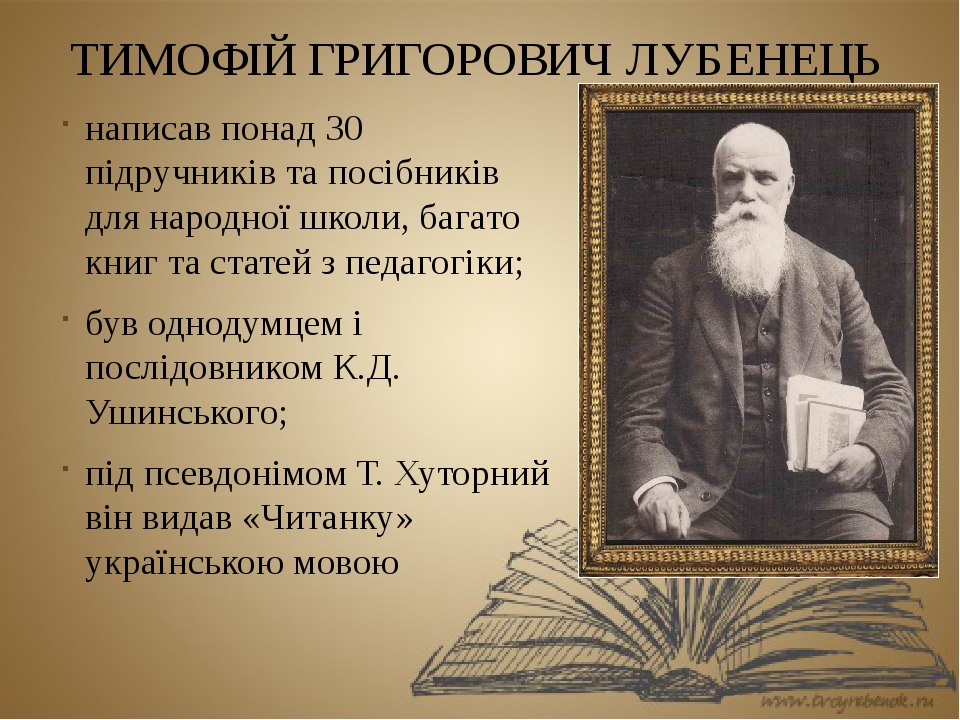 ТИМОФІЙ ГРИГОРОВИЧ ЛУБЕНЕЦЬ
написав понад 30
підручників та посібників
для народної школи, багато
книг та статей з педагогіки;
був однодумцем і
послідовником К.Д.
Ушинського;
під псевдонімом Т. Хуторний
він видав «Читанку»
українською мовою
www.tvoyrebenok.ru